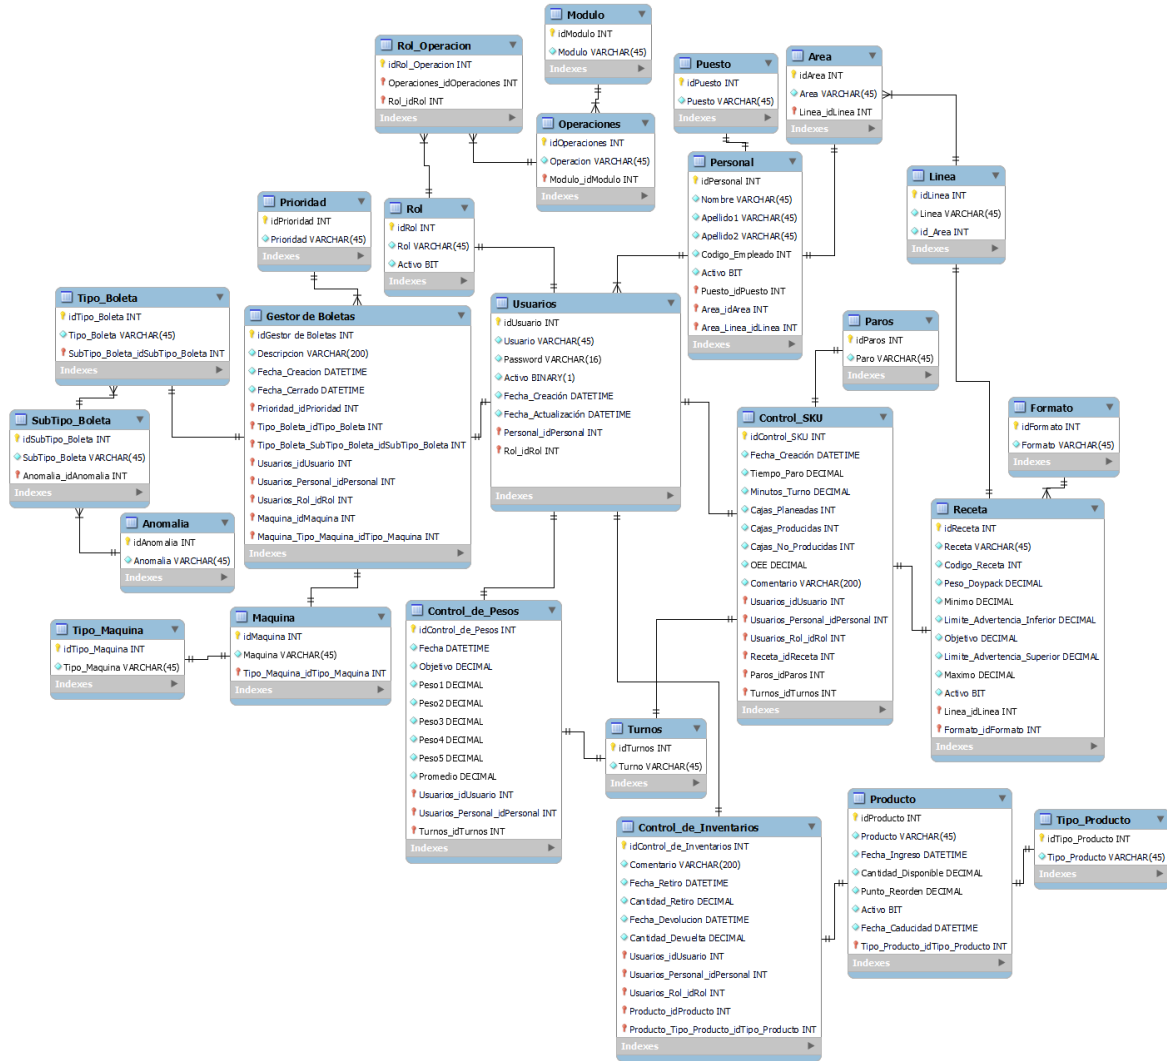 Modulo
idModulo INT
Modulo VARCHAR(45)
Indexes
Rol_Operacion
idRol_Operacion INT
Operaciones_idOperaciones INT
Rol_idRol INT
Indexes
Puesto
idPuesto INT
Puesto VARCHAR(45)
Indexes
Area
idArea INT
Area VARCHAR(45)
Linea_idLinea INT
Indexes
Operaciones
idOperaciones INT
Operacion VARCHAR(45)
Modulo_idModulo INT
Indexes
Personal
idPersonal INT
Nombre VARCHAR(45)
Apellido1 VARCHAR(45)
Apellido2 VARCHAR(45)
Codigo_Empleado INT
Activo BIT
Puesto_idPuesto INT
Area_idArea INT
Area_Linea_idLinea INT
Indexes
Linea
idLinea INT
Linea VARCHAR(45)
id_Area INT
Indexes
Prioridad
idPrioridad INT
Prioridad VARCHAR(45)
Indexes
Rol
idRol INT
Rol VARCHAR(45)
Activo BIT
Indexes
Tipo_Boleta
idTipo_Boleta INT
Tipo_Boleta VARCHAR(45)
SubTipo_Boleta_idSubTipo_Boleta INT
Indexes
Gestor de Boletas
idGestor de Boletas INT
Descripcion VARCHAR(200)
Fecha_Creacion DATETIME
Fecha_Cerrado DATETIME
Prioridad_idPrioridad INT
Tipo_Boleta_idTipo_Boleta INT
Tipo_Boleta_SubTipo_Boleta_idSubTipo_Boleta INT
Usuarios_idUsuario INT
Usuarios_Personal_idPersonal INT
Usuarios_Rol_idRol INT
Maquina_idMaquina INT
Maquina_Tipo_Maquina_idTipo_Maquina INT
Indexes
Usuarios
idUsuario INT
Usuario VARCHAR(45)
Password VARCHAR(16)
Activo BINARY(1)
Fecha_Creación DATETIME
Fecha_Actualización DATETIME
Personal_idPersonal INT
Rol_idRol INT
Indexes
Paros
idParos INT
Paro VARCHAR(45)
Indexes
SubTipo_Boleta
idSubTipo_Boleta INT
SubTipo_Boleta VARCHAR(45)
Anomalia_idAnomalia INT
Indexes
Control_SKU
idControl_SKU INT
Fecha_Creación DATETIME
Tiempo_Paro DECIMAL
Minutos_Turno DECIMAL
Cajas_Planeadas INT
Cajas_Producidas INT
Cajas_No_Producidas INT
OEE DECIMAL
Comentario VARCHAR(200)
Usuarios_idUsuario INT
Usuarios_Personal_idPersonal INT
Usuarios_Rol_idRol INT
Receta_idReceta INT
Paros_idParos INT
Turnos_idTurnos INT
Indexes
Formato
idFormato INT
Formato VARCHAR(45)
Indexes
Anomalia
idAnomalia INT
Anomalia VARCHAR(45)
Indexes
Receta
idReceta INT
Receta VARCHAR(45)
Codigo_Receta INT
Peso_Doypack DECIMAL
Minimo DECIMAL
Limite_Advertencia_Inferior DECIMAL
Objetivo DECIMAL
Limite_Advertencia_Superior DECIMAL
Maximo DECIMAL
Activo BIT
Linea_idLinea INT
Formato_idFormato INT
Indexes
Tipo_Maquina
idTipo_Maquina INT
Tipo_Maquina VARCHAR(45)
Indexes
Maquina
idMaquina INT
Maquina VARCHAR(45)
Tipo_Maquina_idTipo_Maquina INT
Indexes
Control_de_Pesos
idControl_de_Pesos INT
Fecha DATETIME
Objetivo DECIMAL
Peso1 DECIMAL
Peso2 DECIMAL
Peso3 DECIMAL
Peso4 DECIMAL
Peso5 DECIMAL
Promedio DECIMAL
Usuarios_idUsuario INT
Usuarios_Personal_idPersonal INT
Turnos_idTurnos INT
Indexes
Turnos
idTurnos INT
Turno VARCHAR(45)
Indexes
Control_de_Inventarios
idControl_de_Inventarios INT
Comentario VARCHAR(200)
Fecha_Retiro DATETIME
Cantidad_Retiro DECIMAL
Fecha_Devolucion DATETIME
Cantidad_Devuelta DECIMAL
Usuarios_idUsuario INT
Usuarios_Personal_idPersonal INT
Usuarios_Rol_idRol INT
Producto_idProducto INT
Producto_Tipo_Producto_idTipo_Producto INT
Indexes
Producto
idProducto INT
Producto VARCHAR(45)
Fecha_Ingreso DATETIME
Cantidad_Disponible DECIMAL
Punto_Reorden DECIMAL
Activo BIT
Fecha_Caducidad DATETIME
Tipo_Producto_idTipo_Producto INT
Indexes
Tipo_Producto
idTipo_Producto INT
Tipo_Producto VARCHAR(45)
Indexes